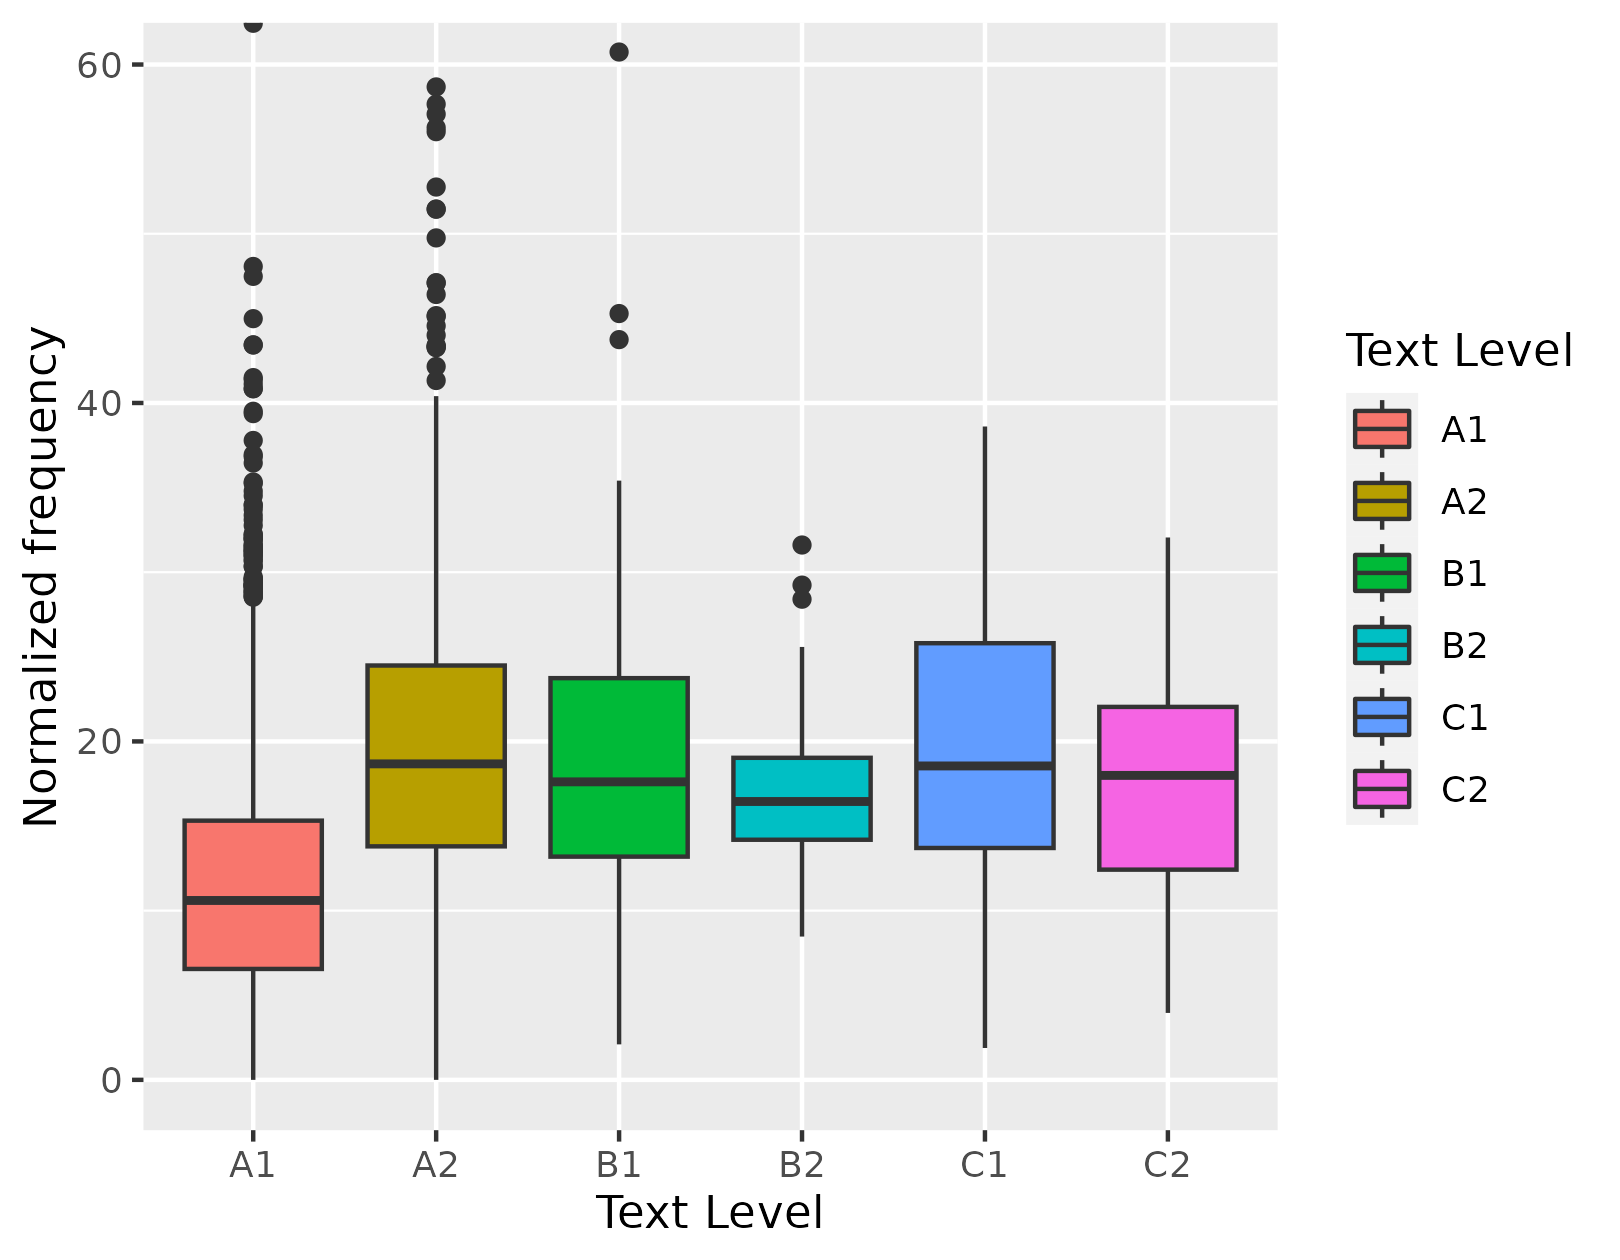 Normalized frequency
60
40
20
0
A1 A2 B1 B2 C1 C2
Text Level
Text Level
A1
A2
B1
B2
C1
C2